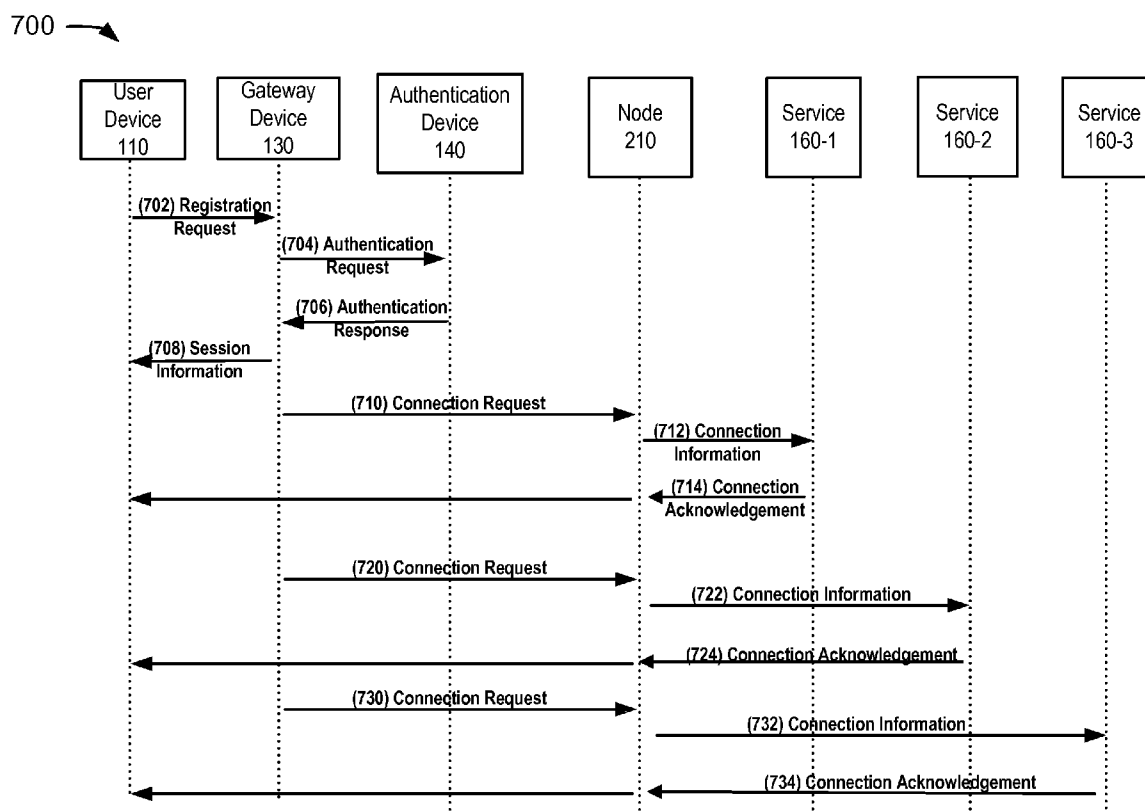 700
User
Device
110
Gateway
Device
130
Authentication
Device
140
Node
210
Service
160-1
Service
160-2
Service
160-3
(702) Registration
Request
(704) Authentication
Request
(706) Authentication
Response
(708) Session
Information
(710) Connection Request
(712) Connection
Information
(714) Connection
Acknowledgement
(720) Connection Request
(722) Connection Information
(724) Connection Acknowledgement
(730) Connection Request
(732) Connection Information
(734) Connection Acknowledgement